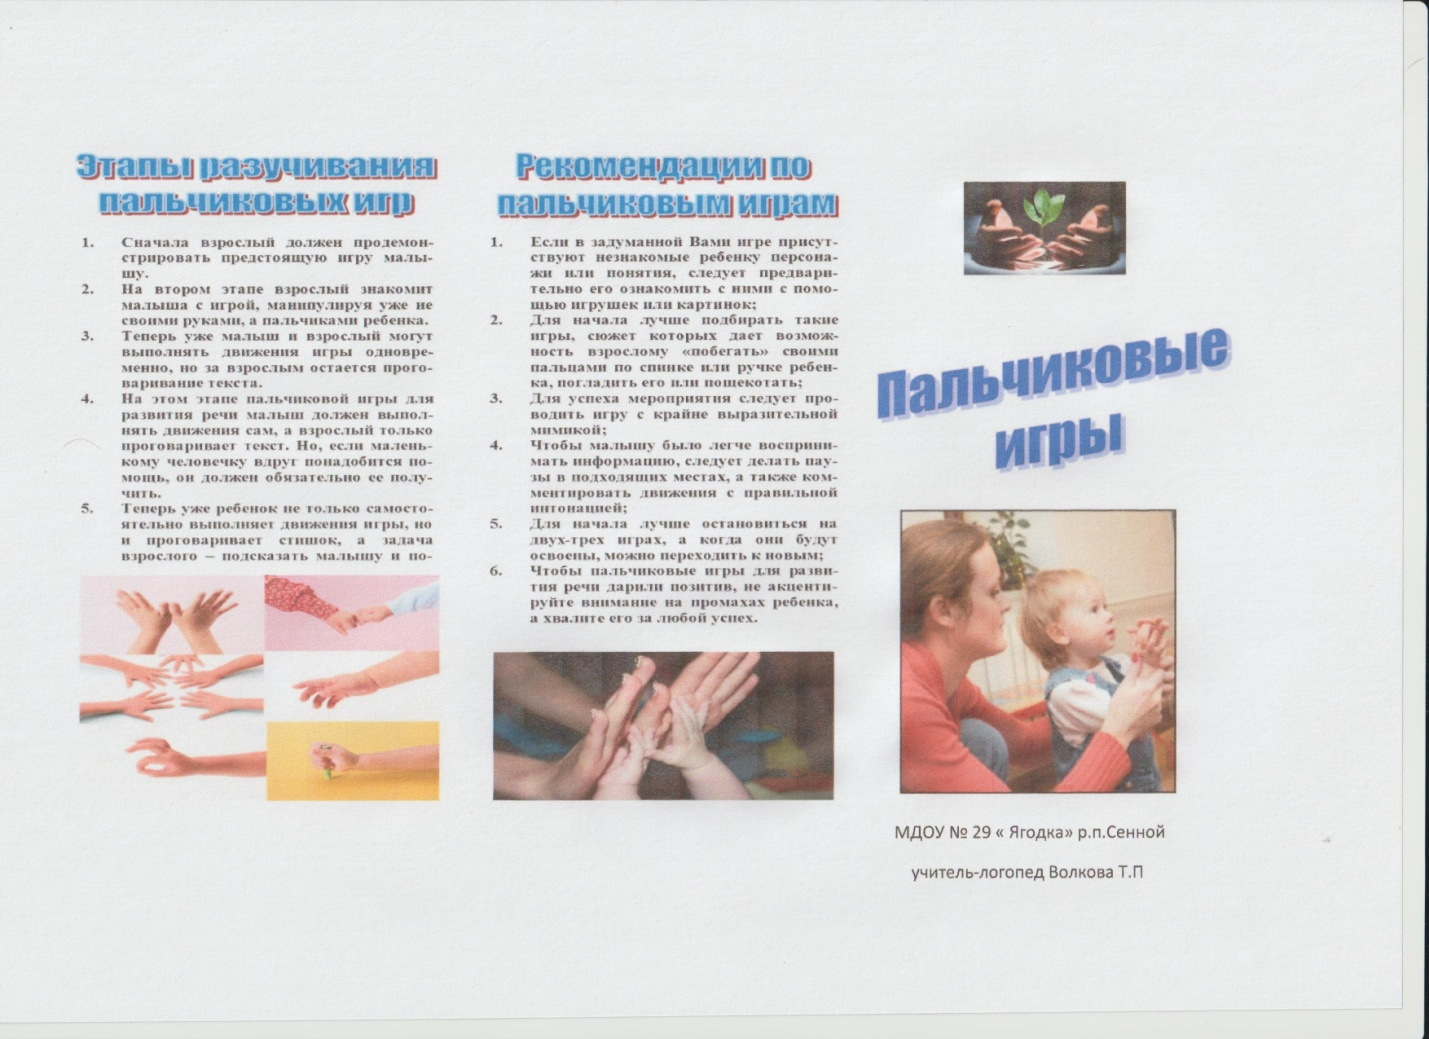 Этапы разучивания
пальчиковых игр
1. Сначала взрослый должен продемон-
стрировать предстоящую игру малы-
шу.
2. На втором этапе взрослый знакомит
малыша с игрой, манипулируя уже не
своими руками, а пальчиками ребенка.
3. Теперь уже малыш и взрослый могут
выполнять движения игры одновре-
менно, но за взрослым остается прого-
варивание текста.
4. На этом этапе пальчиковой игры для
развития речи малыш должен выпол-
нять движения сам, а взрослый только
проговаривает текст. Но, если малень-
кому человечку вдруг понадобится по-
мощь, он должен обязательно ее полу-
чить.
5. Теперь уже ребенок не только самосто-
ятельно выполняет движения игры, но
и проговаривает стишок, а задача
взрослого – подсказать малышу и по-
Рекомендации по
пальчиковым играм
1. Если в задуманной Вами игре присут-
ствуют незнакомые ребенку персона-
жи или понятия, следует предвари-
тельно его ознакомить с ними с помо-
щью игрушек или картинок;
2. Для начала лучше подбирать такие
игры, сюжет которых дает возмож-
ность взрослому «побегать» своими
пальцами по спинке или ручке ребен-
ка, погладить его или пощекотать;
3. Для успеха мероприятия следует про-
водить игру с крайне выразительной
мимикой;
4. Чтобы малышу было легче восприни-
мать информацию, следует делать пау-
зы в подходящих местах, а также ком-
ментировать движения с правильной
интонацией;
5. Для начала лучше остановиться на
двух-трех играх, а когда они будут
освоены, можно переходить к новым;
6. Чтобы пальчиковые игры для разви-
тия речи дарили позитив, не акценти-
руйте внимание на промахах ребенка,
а хвалите его за любой успех.
Пальчиковые
игры
МДОУ № 29 « Ягодка» р.п.Сенной
учитель-логопед Волкова Т.П